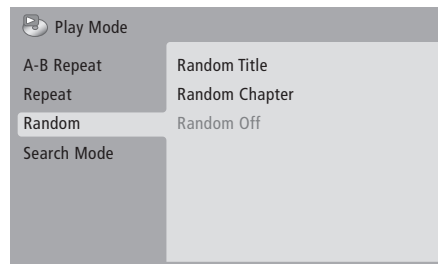 Play Mode
A-B Repeat
Repeat
Random
Search Mode
Random Title
Random Chapter
Random Off